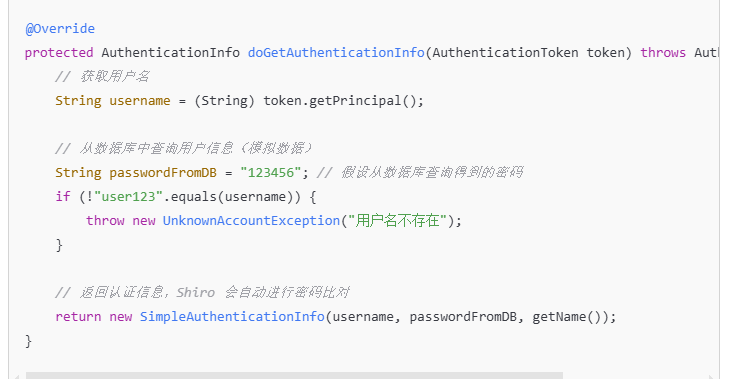 @Override
protected AuthenticationInfo doGetAuthenticationInfo(AuthenticationToken token) throws Aut
// 获取用户名
String username = (String) token.getPrincipal();
// 从数据库中查询用户信息（模拟数据）
String passwordFromDB = "123456"; // 假设从数据库查询得到的密码
if (!"user123".equals(username)) {
throw new UnknownAccountException("用户名不存在");
}
// 返回认证信息，Shiro 会自动进行密码比对
return new SimpleAuthenticationInfo(username, passwordFromDB, getName());
}